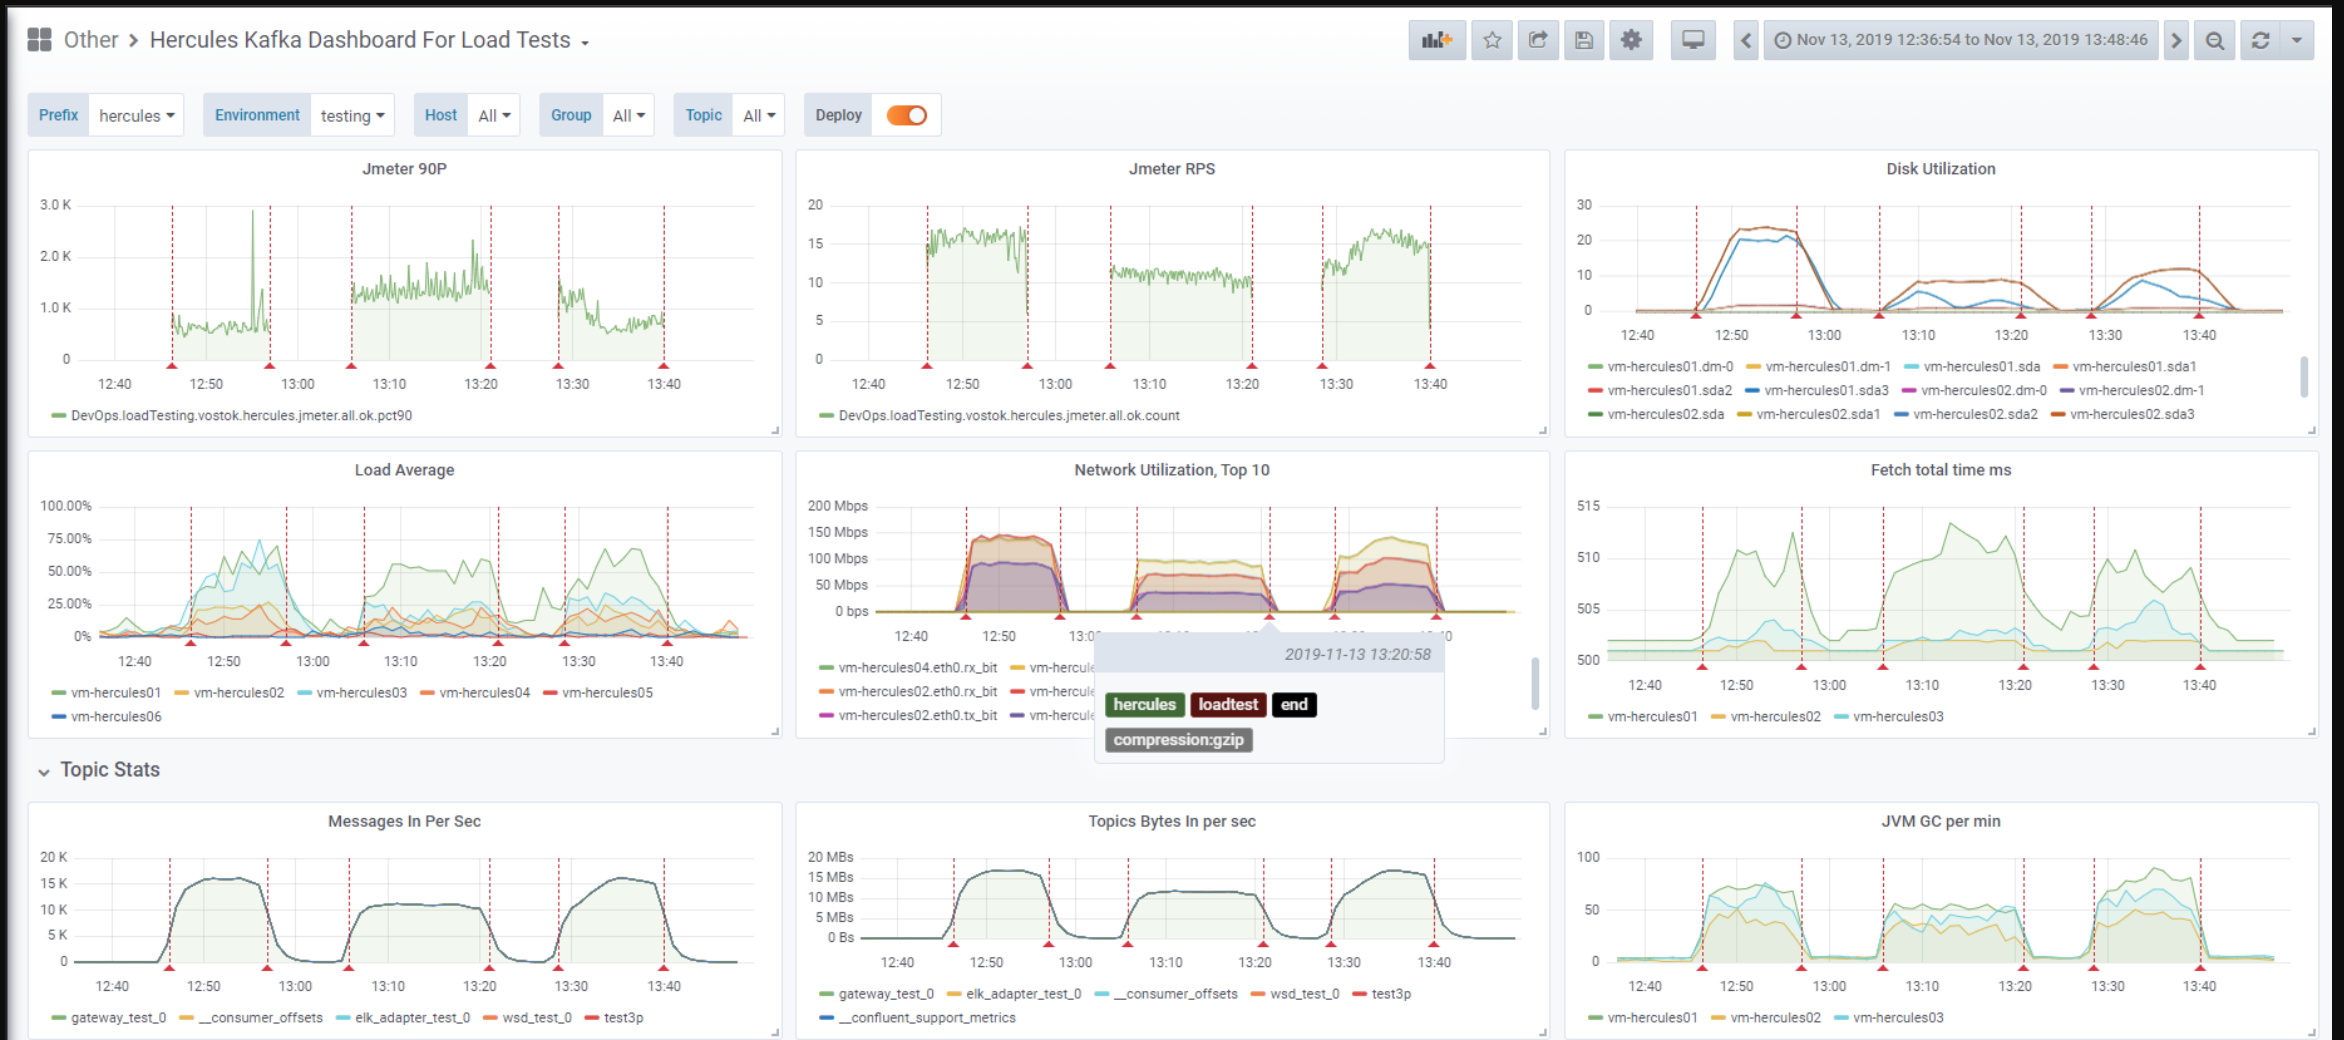 Other > Hercules Kafka Dashboard For Load Tests
Nov 13, 2019 12:36:54 to Nov 13, 2019 13:48:46
Prefix hercules Environment testing Host All Group All Topic All Deploy
Jmeter 90P
3.0 K
2.0 K
1.0 K
0
12:40 12:50 13:00 13:10 13:20 13:30 13:40
DevOps.loadTesting.vostok.hercules.jmeter.all.ok.pct90
Jmeter RPS
20
15
10
5
0
12:40 12:50 13:00 13:10 13:20 13:30 13:40
DevOps.loadTesting.vostok.hercules.jmeter.all.ok.count
Disk Utilization
30
20
10
0
12:40 12:50 13:00 13:10 13:20 13:30 13:40
vm-hercules01.dm-0 vm-hercules01.dm-1 vm-hercules01.sda vm-hercules01.sda1
vm-hercules01.sda2 vm-hercules01.sda3 vm-hercules02.dm-0 vm-hercules02.dm-1
vm-hercules02.sda vm-hercules02.sda1 vm-hercules02.sda2 vm-hercules02.sda3
Load Average
100.00%
75.00%
50.00%
25.00%
0%
12:40 12:50 13:00 13:10 13:20 13:30 13:40
vm-hercules01 vm-hercules02 vm-hercules03 vm-hercules04 vm-hercules05
vm-hercules06
Network Utilization, Top 10
200 Mbps
150 Mbps
100 Mbps
50 Mbps
0 bps
12:40 12:50
vm-hercules04.eth0.rx_bit
vm-hercules02.eth0.rx_bit
vm-hercules02.eth0.tx_bit
2019-11-13 13:20:58
hercules loadtest end
compression:gzip
Fetch total time ms
515
510
505
500
12:40 12:50 13:00 13:10 13:20 13:30 13:40
vm-hercules01 vm-hercules02 vm-hercules03
Topic Stats
Messages In Per Sec
20 K
15 K
10 K
5 K
0
12:40 12:50 13:00 13:10 13:20 13:30 13:40
gateway_test_0 __consumer_offsets elk_adapter_test_0 wsd_test_0 test3p
Topics Bytes In per sec
20 MBs
15 MBs
10 MBs
5 MBs
0 Bs
12:40 12:50 13:00 13:10 13:20 13:30 13:40
gateway_test_0 elk_adapter_test_0 __consumer_offsets wsd_test_0 test3p
__confluent_support_metrics
JVM GC per min
100
50
0
12:40 12:50 13:00 13:10 13:20 13:30 13:40
vm-hercules01 vm-hercules02 vm-hercules03